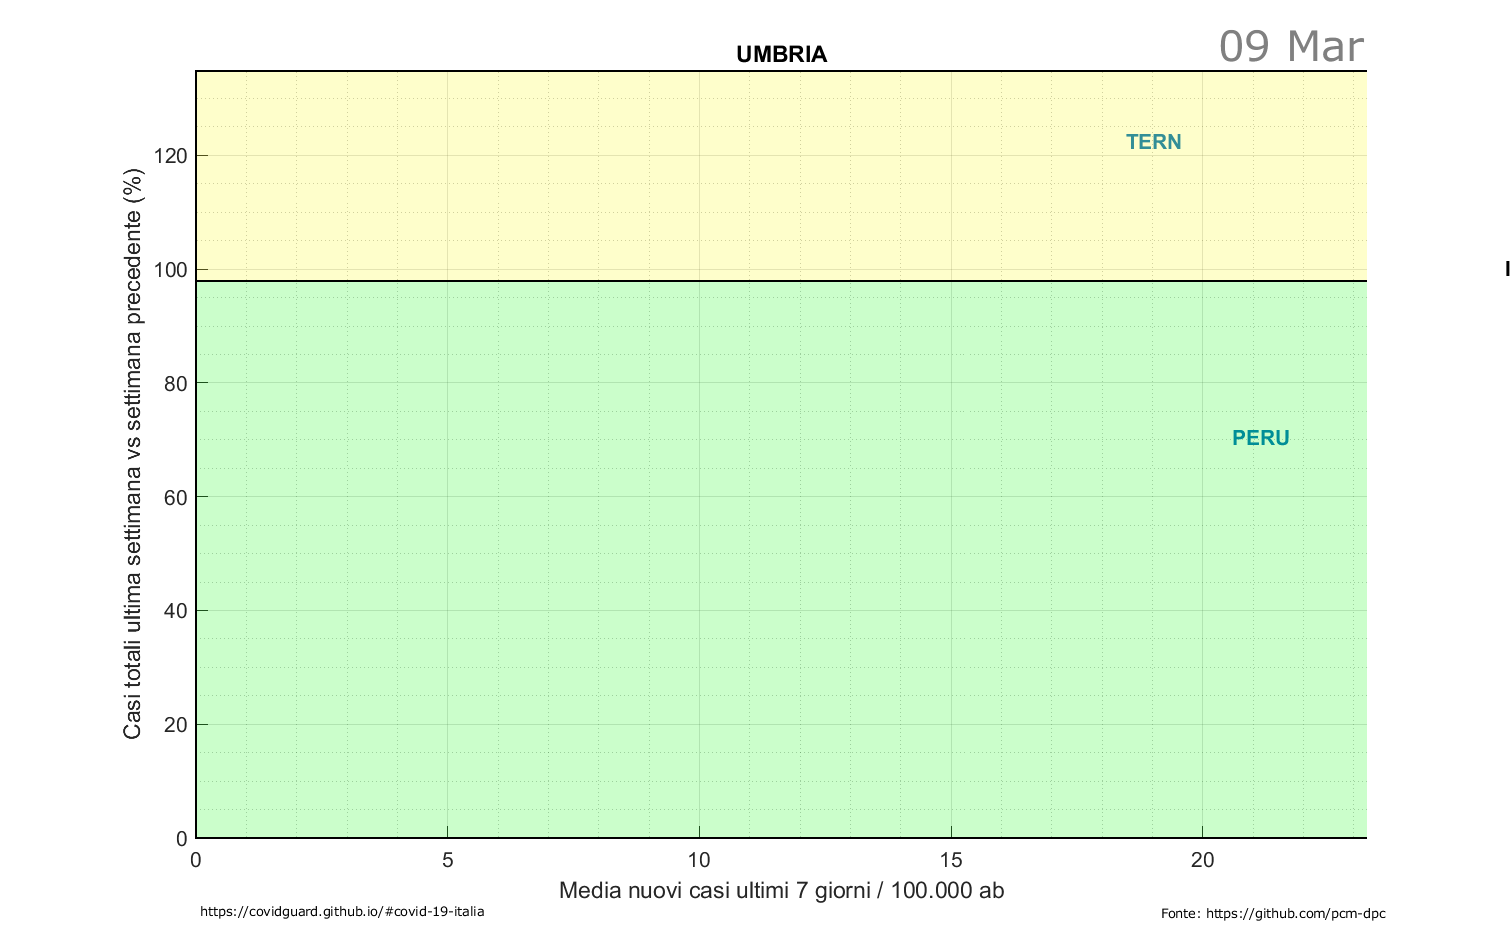 09 Mar
UMBRIA
TERN
120
100
I
80
PERU
60
40
20
0
Casi totali ultima settimana vs settimana precedente (%)
0 5 10 15 20
Media nuovi casi ultimi 7 giorni / 100.000 ab
https://covidguard.github.io/#covid-19-italia
Fonte: https://github.com/pcm-dpc